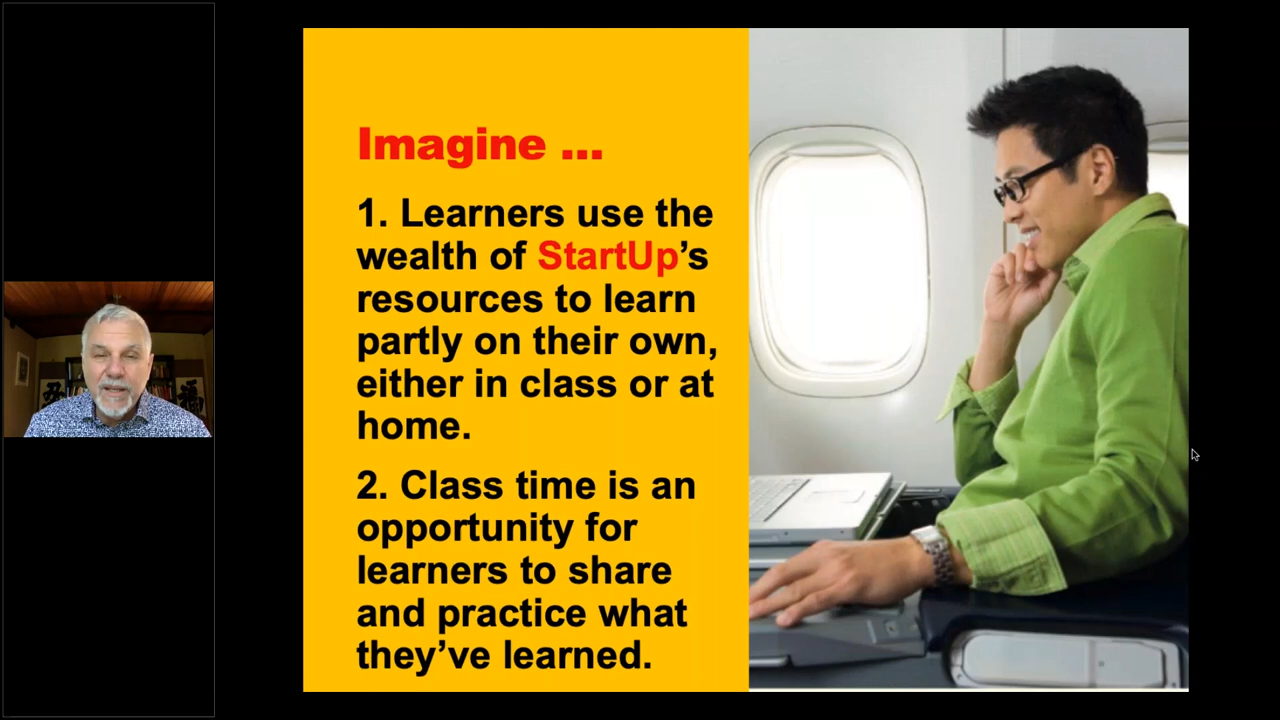 Imagine ...
1. Learners use the
wealth of StartUp’s
resources to learn
partly on their own,
either in class or at
home.
2. Class time is an
opportunity for
learners to share
and practice what
they’ve learned.